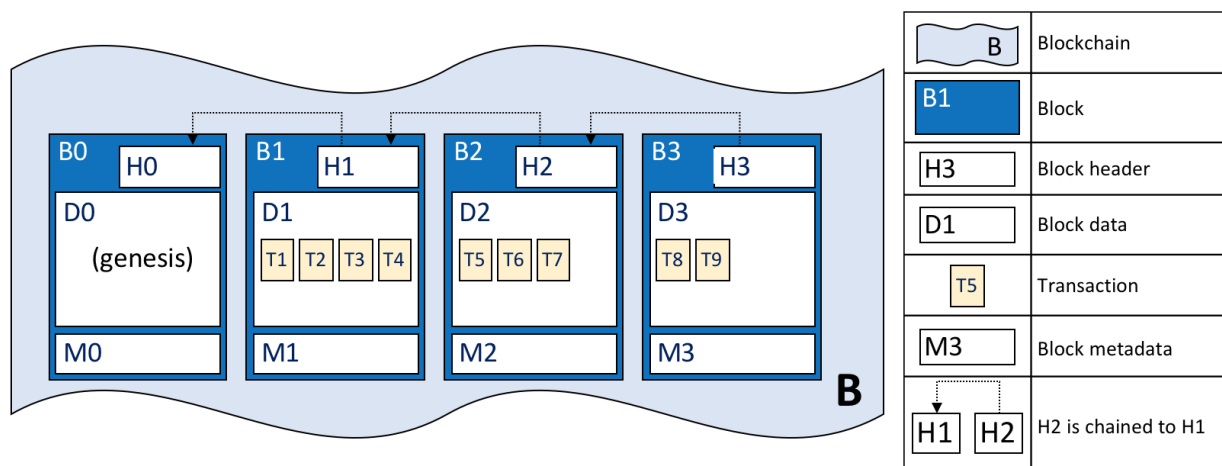 B0
H0
D0
(genesis)
M0
B1
H1
D1
T1 T2 T3 T4
M1
B2
H2
D2
T5 T6 T7
M2
B3
H3
D3
T8 T9
M3
B
B Blockchain
B1 Block
H3 Block header
D1 Block data
T5 Transaction
M3 Block metadata
H1 H2 H2 is chained to H1